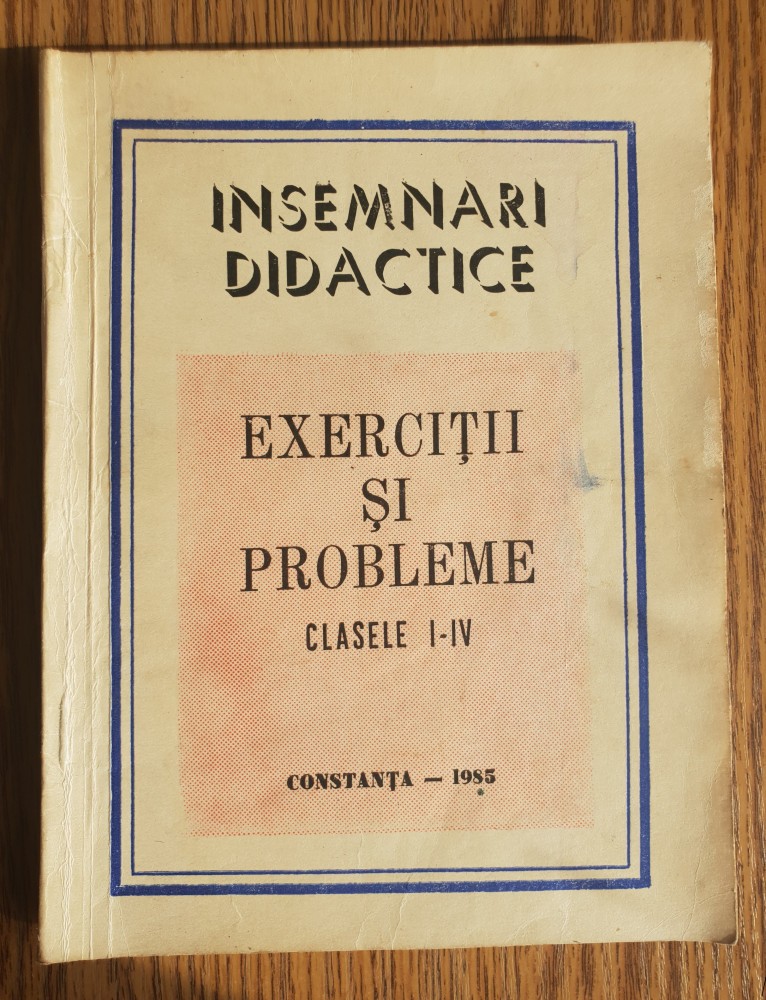 INSEMNARI
DIDACTICE
EXERCIȚII
ȘI
PROBLEME
CLASELE I-IV
CONSTANȚA — 1985